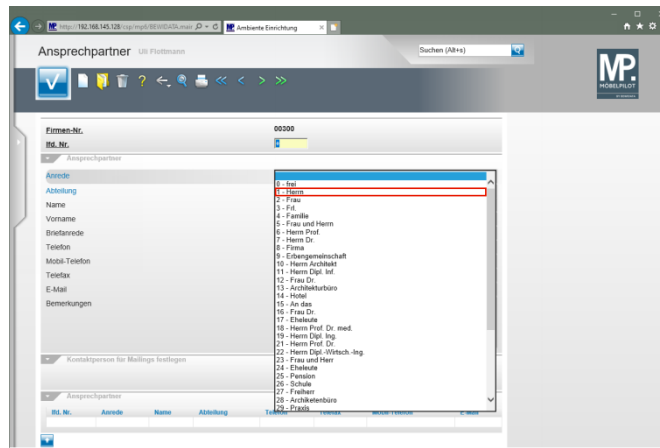 http://192.168.145.128/csp/mpll/BEWIDATA.mair
Ambiente Einrichtung
Ansprechpartner Uli Flottmann
Suchen (Alt+s)
MP.
MÖBELPILOT
Firmen-Nr. 00300
lfd. Nr.
Ansprechpartner
Anrede
Abteilung
Name
Vorname
Briefanrede
Telefon
Mobil-Telefon
Telefax
E-Mail
Bemerkungen
0 - frei
1 - Herrn
2 - Frau
3 - Frl.
4 - Familie
5 - Frau und Herrn
6 - Herrn Prof.
7 - Herrn Dr.
8 - Firma
9 - Erbengemeinschaft
10 - Herrn Architekt
11 - Herrn Dipl. Inf.
12 - Frau Dr.
13 - Architekturbüro
14 - Hotel
15 - An das
16 - Frau Dr.
17 - Eheleute
18 - Herrn Prof. Dr. med.
19 - Herrn Dipl. Ing.
21 - Herrn Prof. Dr.
22 - Herrn Dipl.-Wirtsch.-Ing.
23 - Frau und Herr
24 - Eheleute
25 - Pension
26 - Schule
27 - Freiherr
28 - Archiketenbüro
29 - Praxis
Kontaktperson für Mailings festlegen
Ansprechpartner
lfd. Nr. Anrede Name Abteilung Telefon Telefax Mobil-Telefon E-Mail